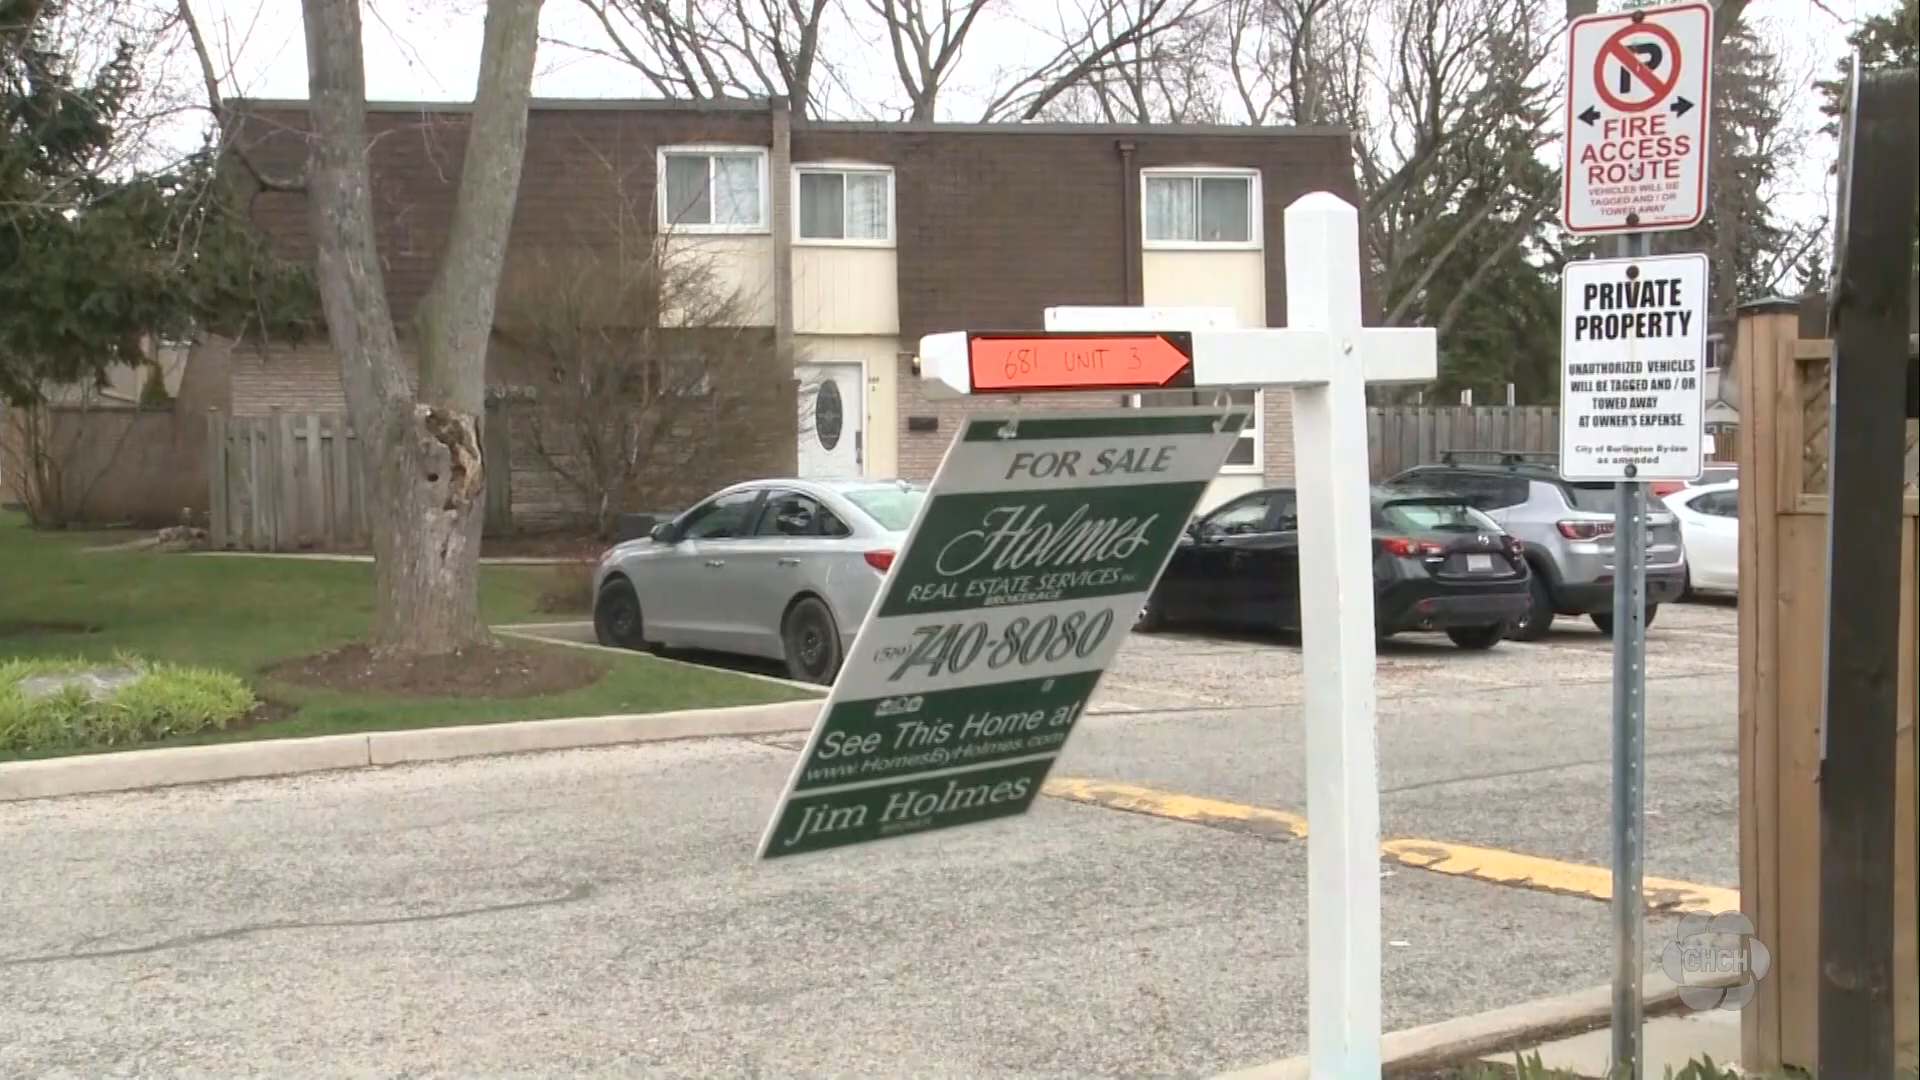 P
FIRE
ACCESS
ROUTE
VEHICLES WILL BE
TAGGED AND / OR
TOWED AWAY
PRIVATE
PROPERTY
UNAUTHORIZED VEHICLES
WILL BE TAGGED AND / OR
TOWED AWAY
AT OWNER'S EXPENSE.
City of Burlington By-law
as amended
681 UNIT 3
FOR SALE
Holmes
REAL ESTATE SERVICES INC.
BROKERAGE
(519) 740-8080
See This Home at
www.HomesByHolmes.com
Jim Holmes
BROKER
CHCH